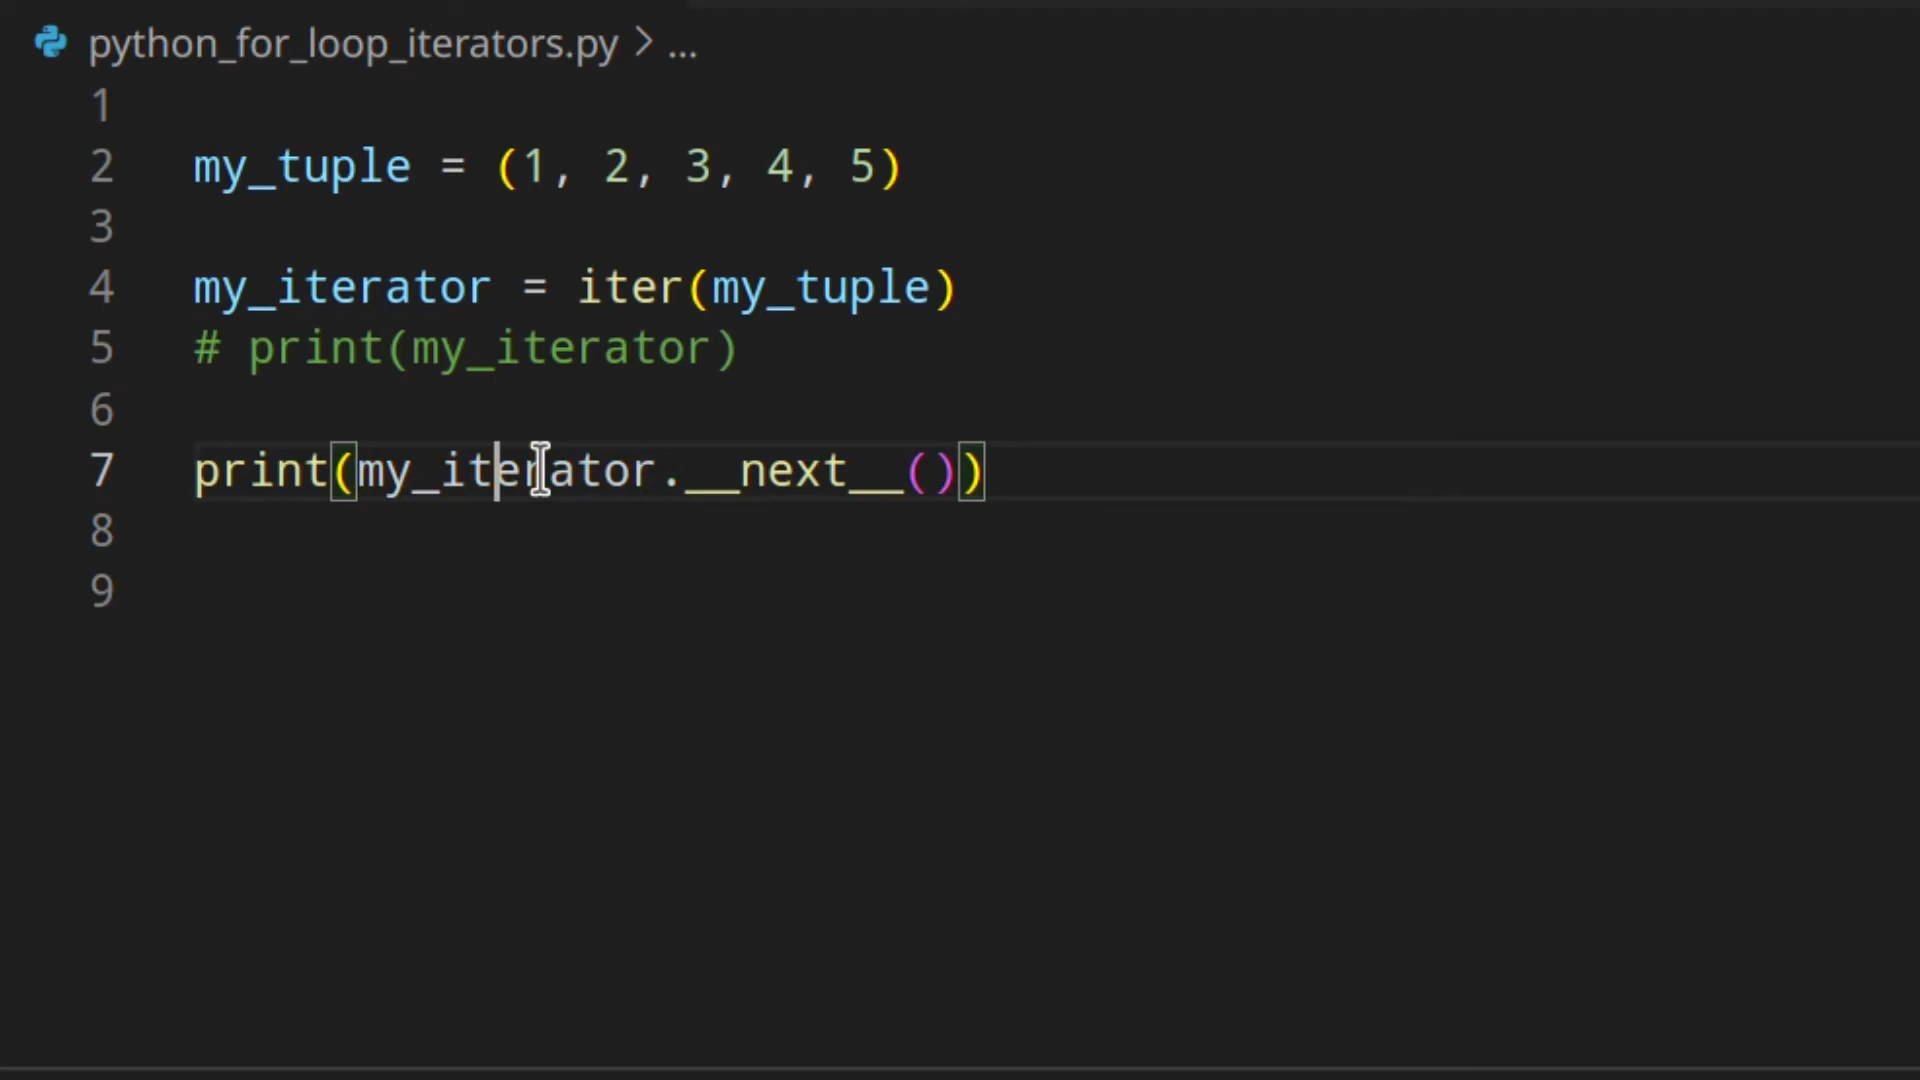 python_for_loop_iterators.py > ...
1
2 my_tuple = (1, 2, 3, 4, 5)
3
4 my_iterator = iter(my_tuple)
5 # print(my_iterator)
6
7 print(my_iterator.__next__())
8
9